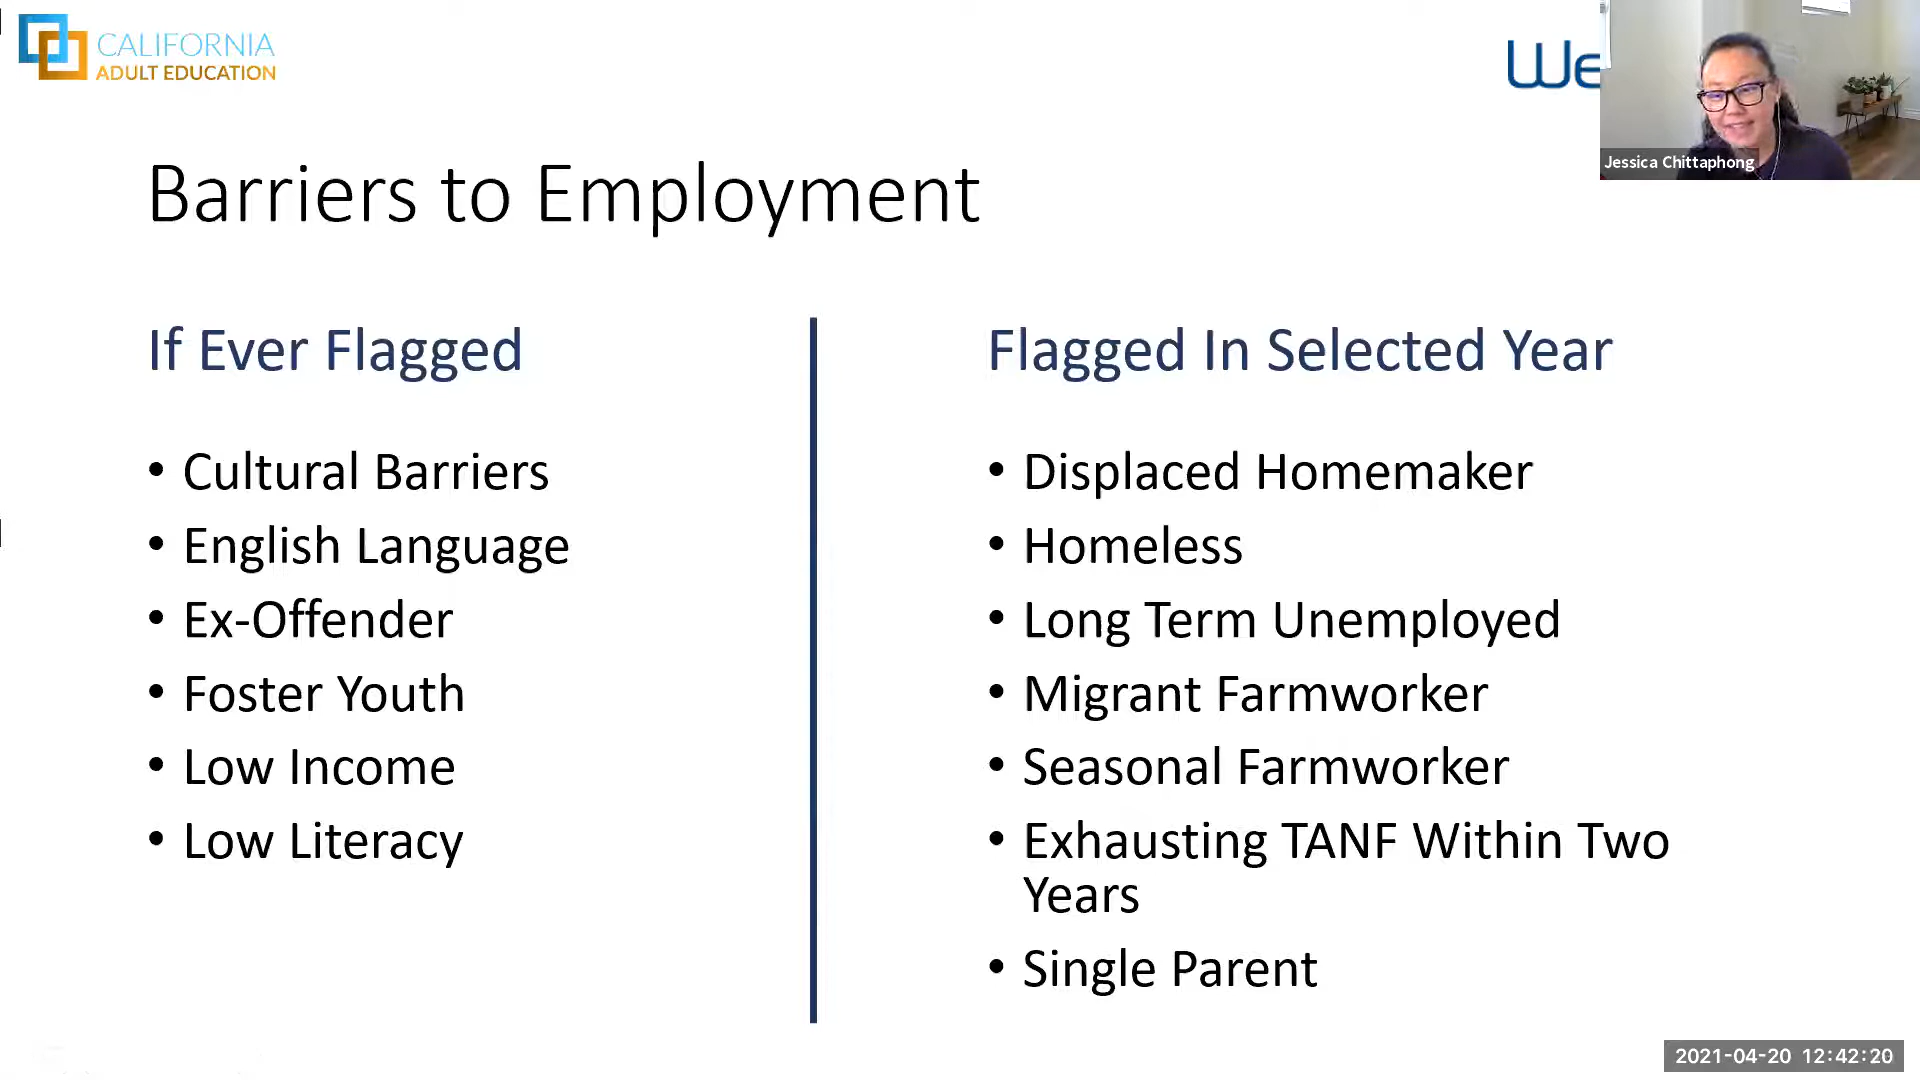 CALIFORNIA
ADULT EDUCATION
We
Jessica Chittaphong
Barriers to Employment
If Ever Flagged
• Cultural Barriers
• English Language
• Ex-Offender
• Foster Youth
• Low Income
• Low Literacy
Flagged In Selected Year
• Displaced Homemaker
• Homeless
• Long Term Unemployed
• Migrant Farmworker
• Seasonal Farmworker
• Exhausting TANF Within Two
Years
• Single Parent
2021-04-20 12:42:20